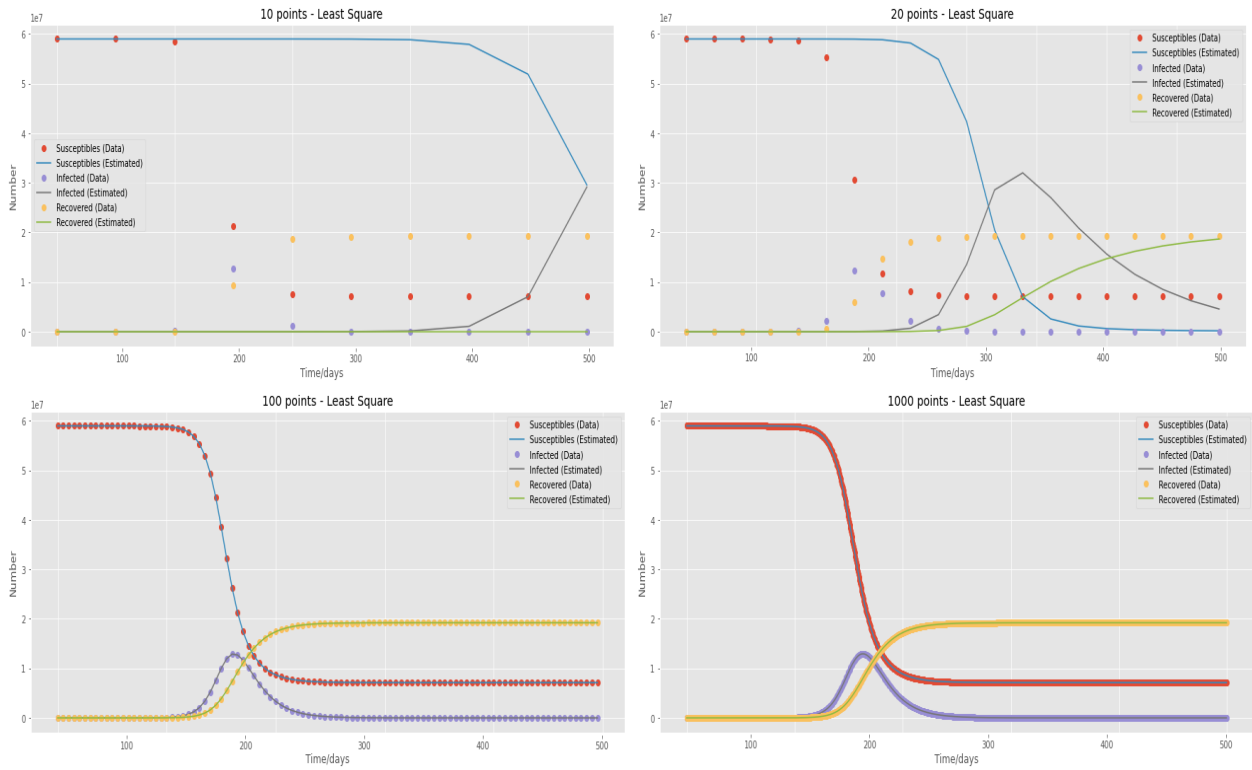 10 points - Least Square
1e7
6
5
4
3
2
1
0
Number
Susceptibles (Data)
Susceptibles (Estimated)
Infected (Data)
Infected (Estimated)
Recovered (Data)
Recovered (Estimated)
100 200 300 400 500
Time/days
20 points - Least Square
1e7
6
5
4
3
2
1
0
Number
Susceptibles (Data)
Susceptibles (Estimated)
Infected (Data)
Infected (Estimated)
Recovered (Data)
Recovered (Estimated)
100 200 300 400 500
Time/days
100 points - Least Square
1e7
6
5
4
3
2
1
0
Number
Susceptibles (Data)
Susceptibles (Estimated)
Infected (Data)
Infected (Estimated)
Recovered (Data)
Recovered (Estimated)
100 200 300 400 500
Time/days
1000 points - Least Square
1e7
6
5
4
3
2
1
0
Number
Susceptibles (Data)
Susceptibles (Estimated)
Infected (Data)
Infected (Estimated)
Recovered (Data)
Recovered (Estimated)
100 200 300 400 500
Time/days